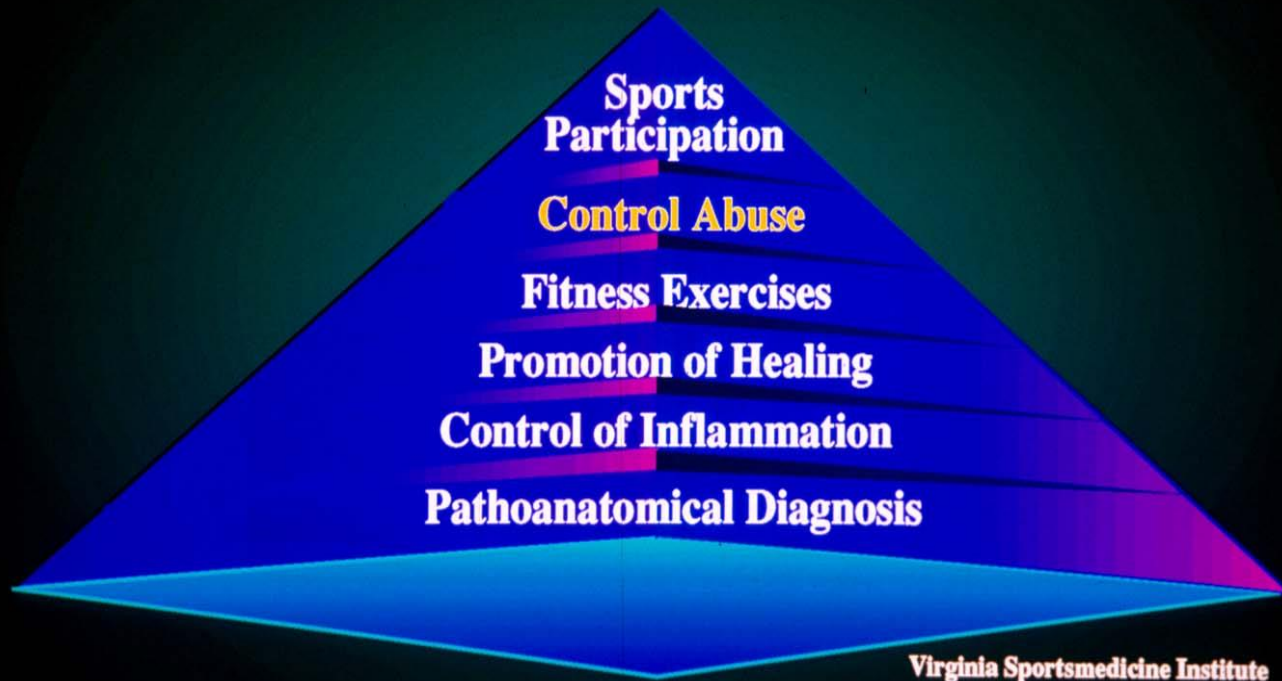 Sports
Participation
Control Abuse
Fitness Exercises
Promotion of Healing
Control of Inflammation
Pathoanatomical Diagnosis
Virginia Sportsmedicine Institute